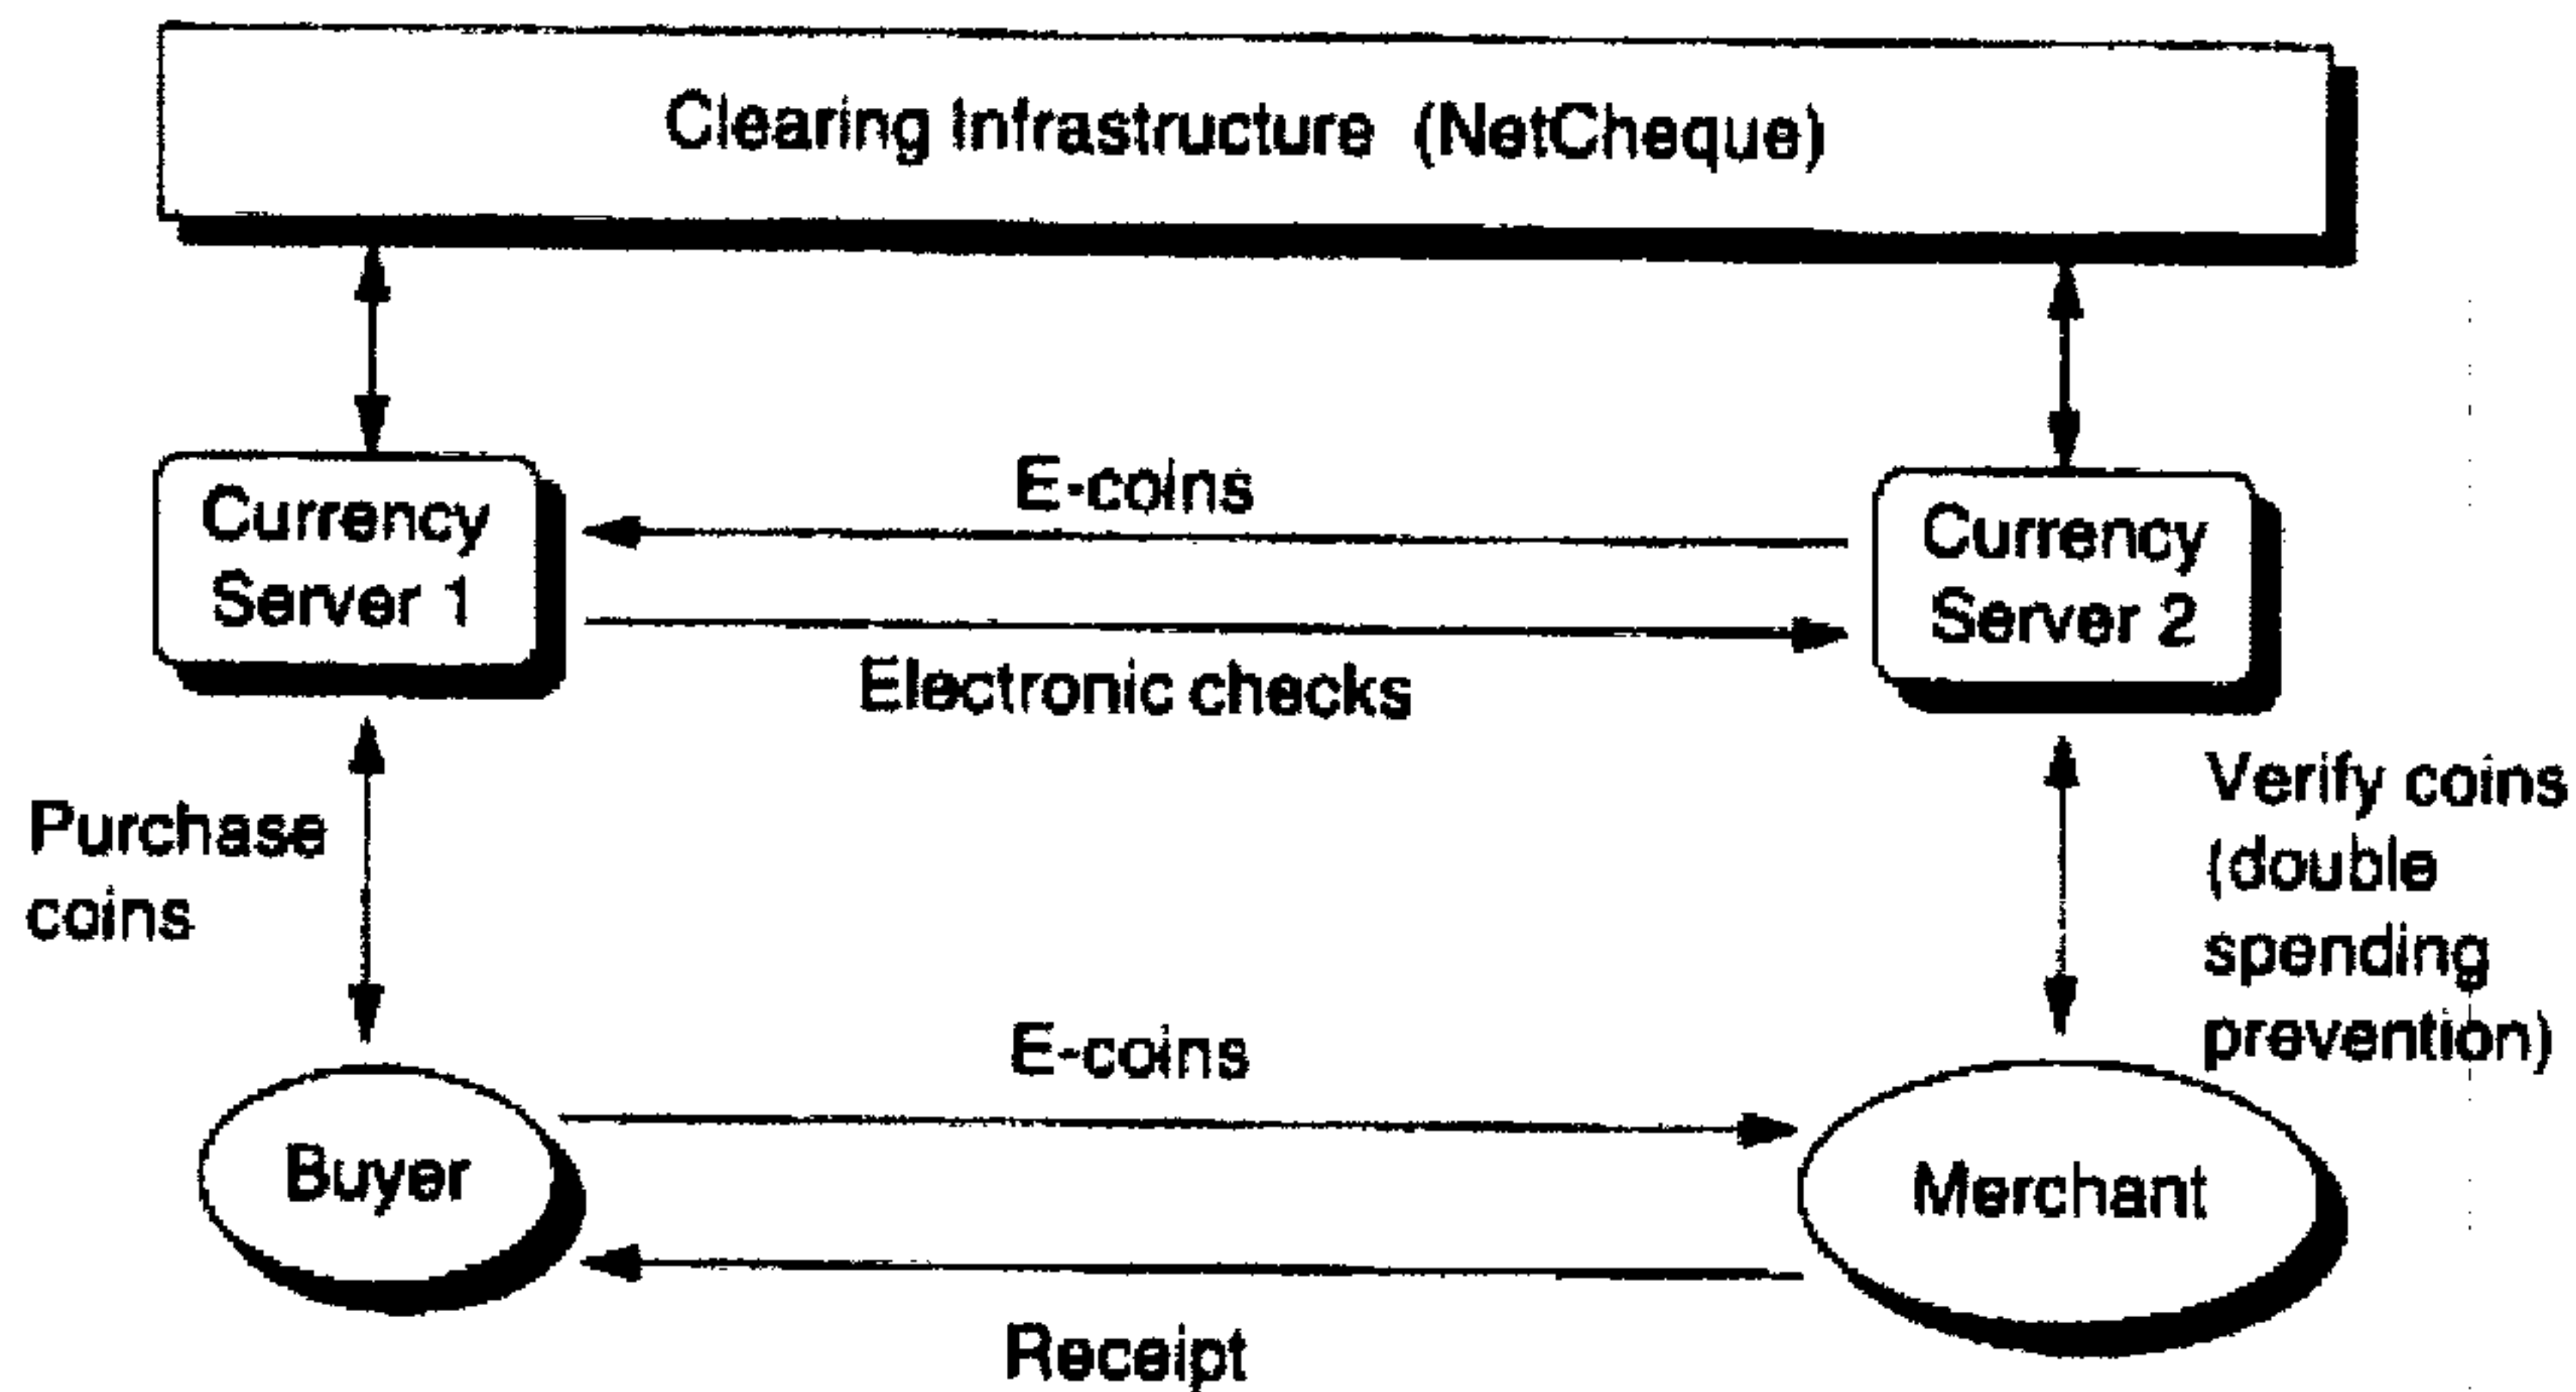 Clearing Infrastructure (NetCheque)
E-coins
Currency
Server 1
Currency
Server 2
Electronic checks
Purchase
coins
Verify coins
(double
spending
prevention)
E-coins
Buyer
Merchant
Receipt